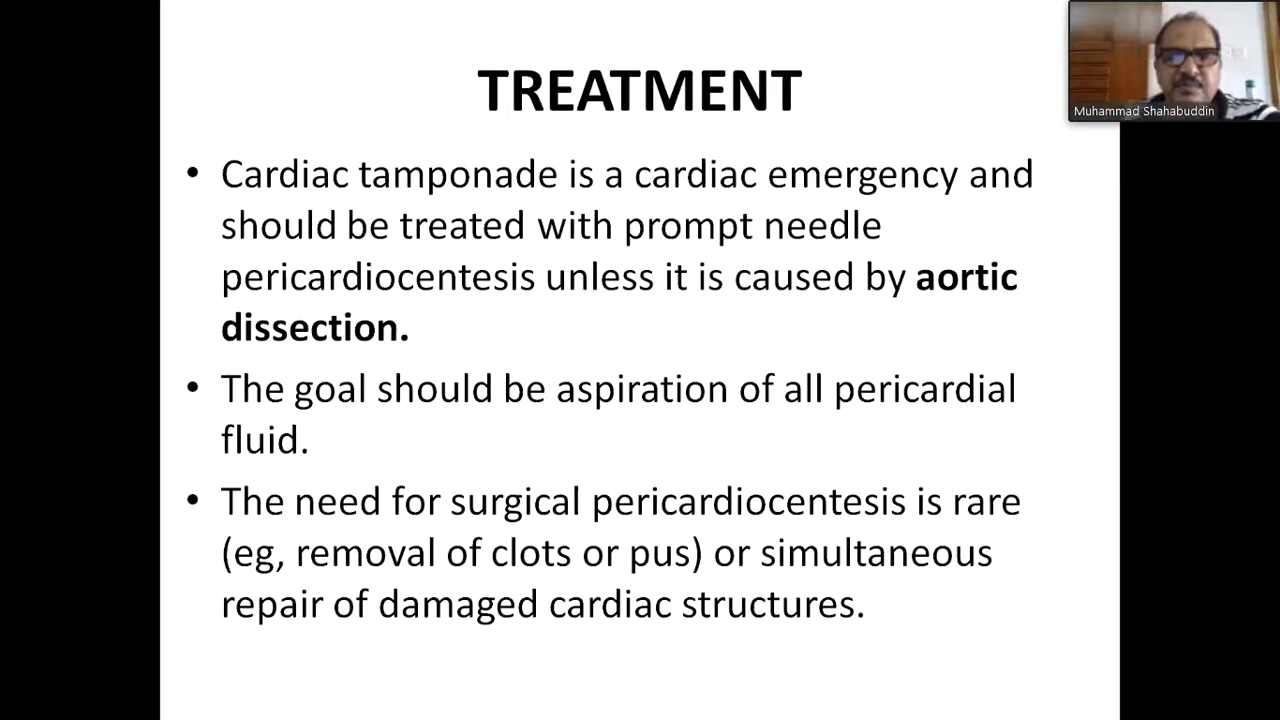 TREATMENT
Muhammad Shahabuddin
• Cardiac tamponade is a cardiac emergency and
should be treated with prompt needle
pericardiocentesis unless it is caused by aortic
dissection.
• The goal should be aspiration of all pericardial
fluid.
• The need for surgical pericardiocentesis is rare
(eg, removal of clots or pus) or simultaneous
repair of damaged cardiac structures.